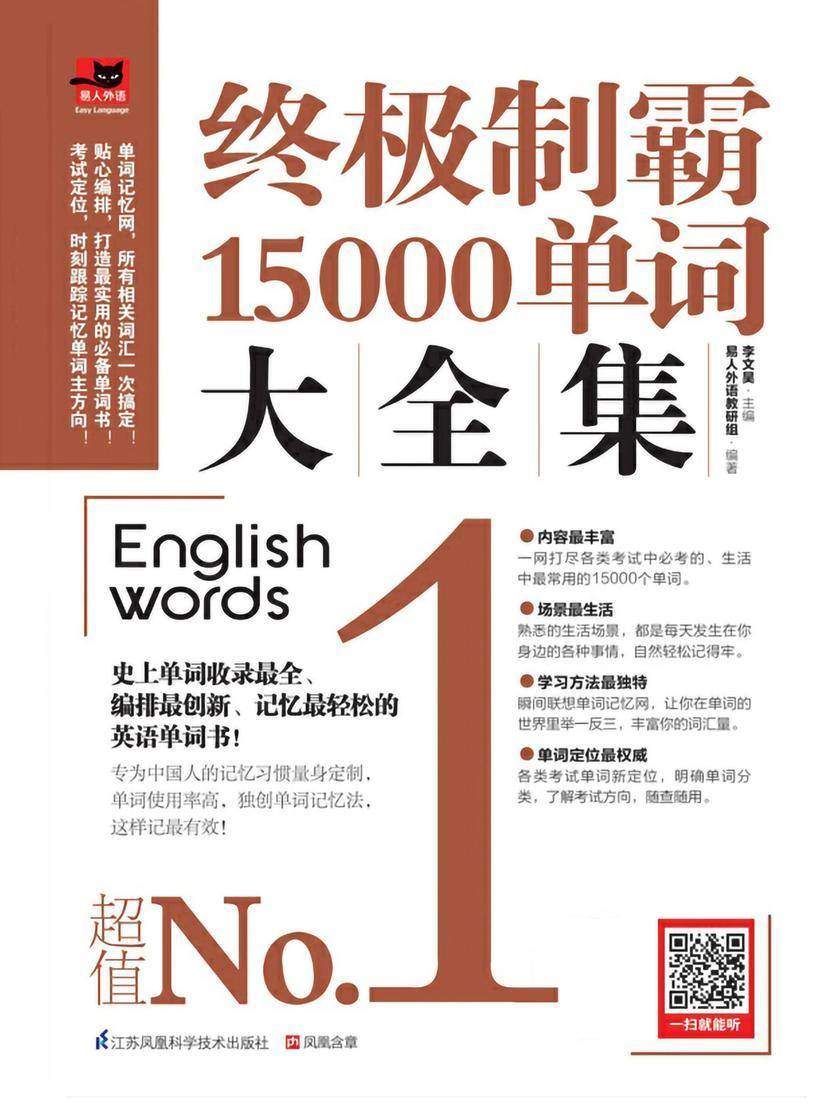 易人外语
Easy Language
单词记忆网，所有相关词汇一次搞定！
贴心编排，打造最实用的必备单词书！
考试定位，时刻跟踪记忆单词主方向！
终极制霸
15000单词
大全集
李文昊·主编
易人外语教研组·编著
English
words
史上单词收录最全、
编排最创新、记忆最轻松的
英语单词书！
专为中国人的记忆习惯量身定制，
单词使用率高，独创单词记忆法，
这样记最有效！
●内容最丰富
一网打尽各类考试中必考的、生活
中最常用的15000个单词。
●场景最生活
熟悉的生活场景，都是每天发生在你
身边的各种事情，自然轻松记得牢。
●学习方法最独特
瞬间联想单词记忆网，让你在单词的
世界里举一反三，丰富你的词汇量。
●单词定位最权威
各类考试单词新定位，明确单词分
类，了解考试方向，随查随用。
超值No.1
一扫就能听
江苏凤凰科学技术出版社 凤凰含章